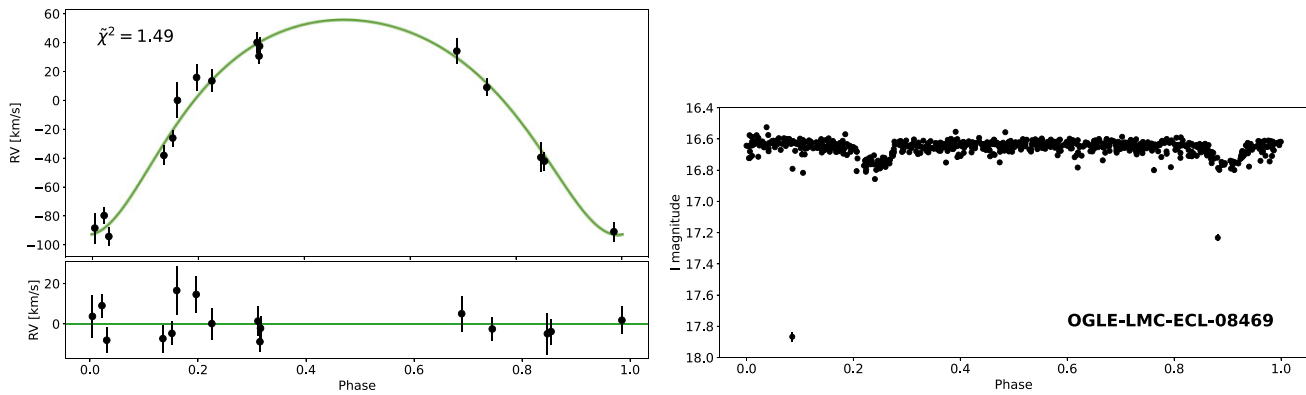 60
40
20
0
−20
−40
−60
−80
−100
RV [km/s]
χ̃² = 1.49
20
0
RV [km/s]
0.0 0.2 0.4 0.6 0.8 1.0
Phase
16.4
16.6
16.8
17.0
17.2
17.4
17.6
17.8
18.0
I magnitude
OGLE-LMC-ECL-08469
0.0 0.2 0.4 0.6 0.8 1.0
Phase